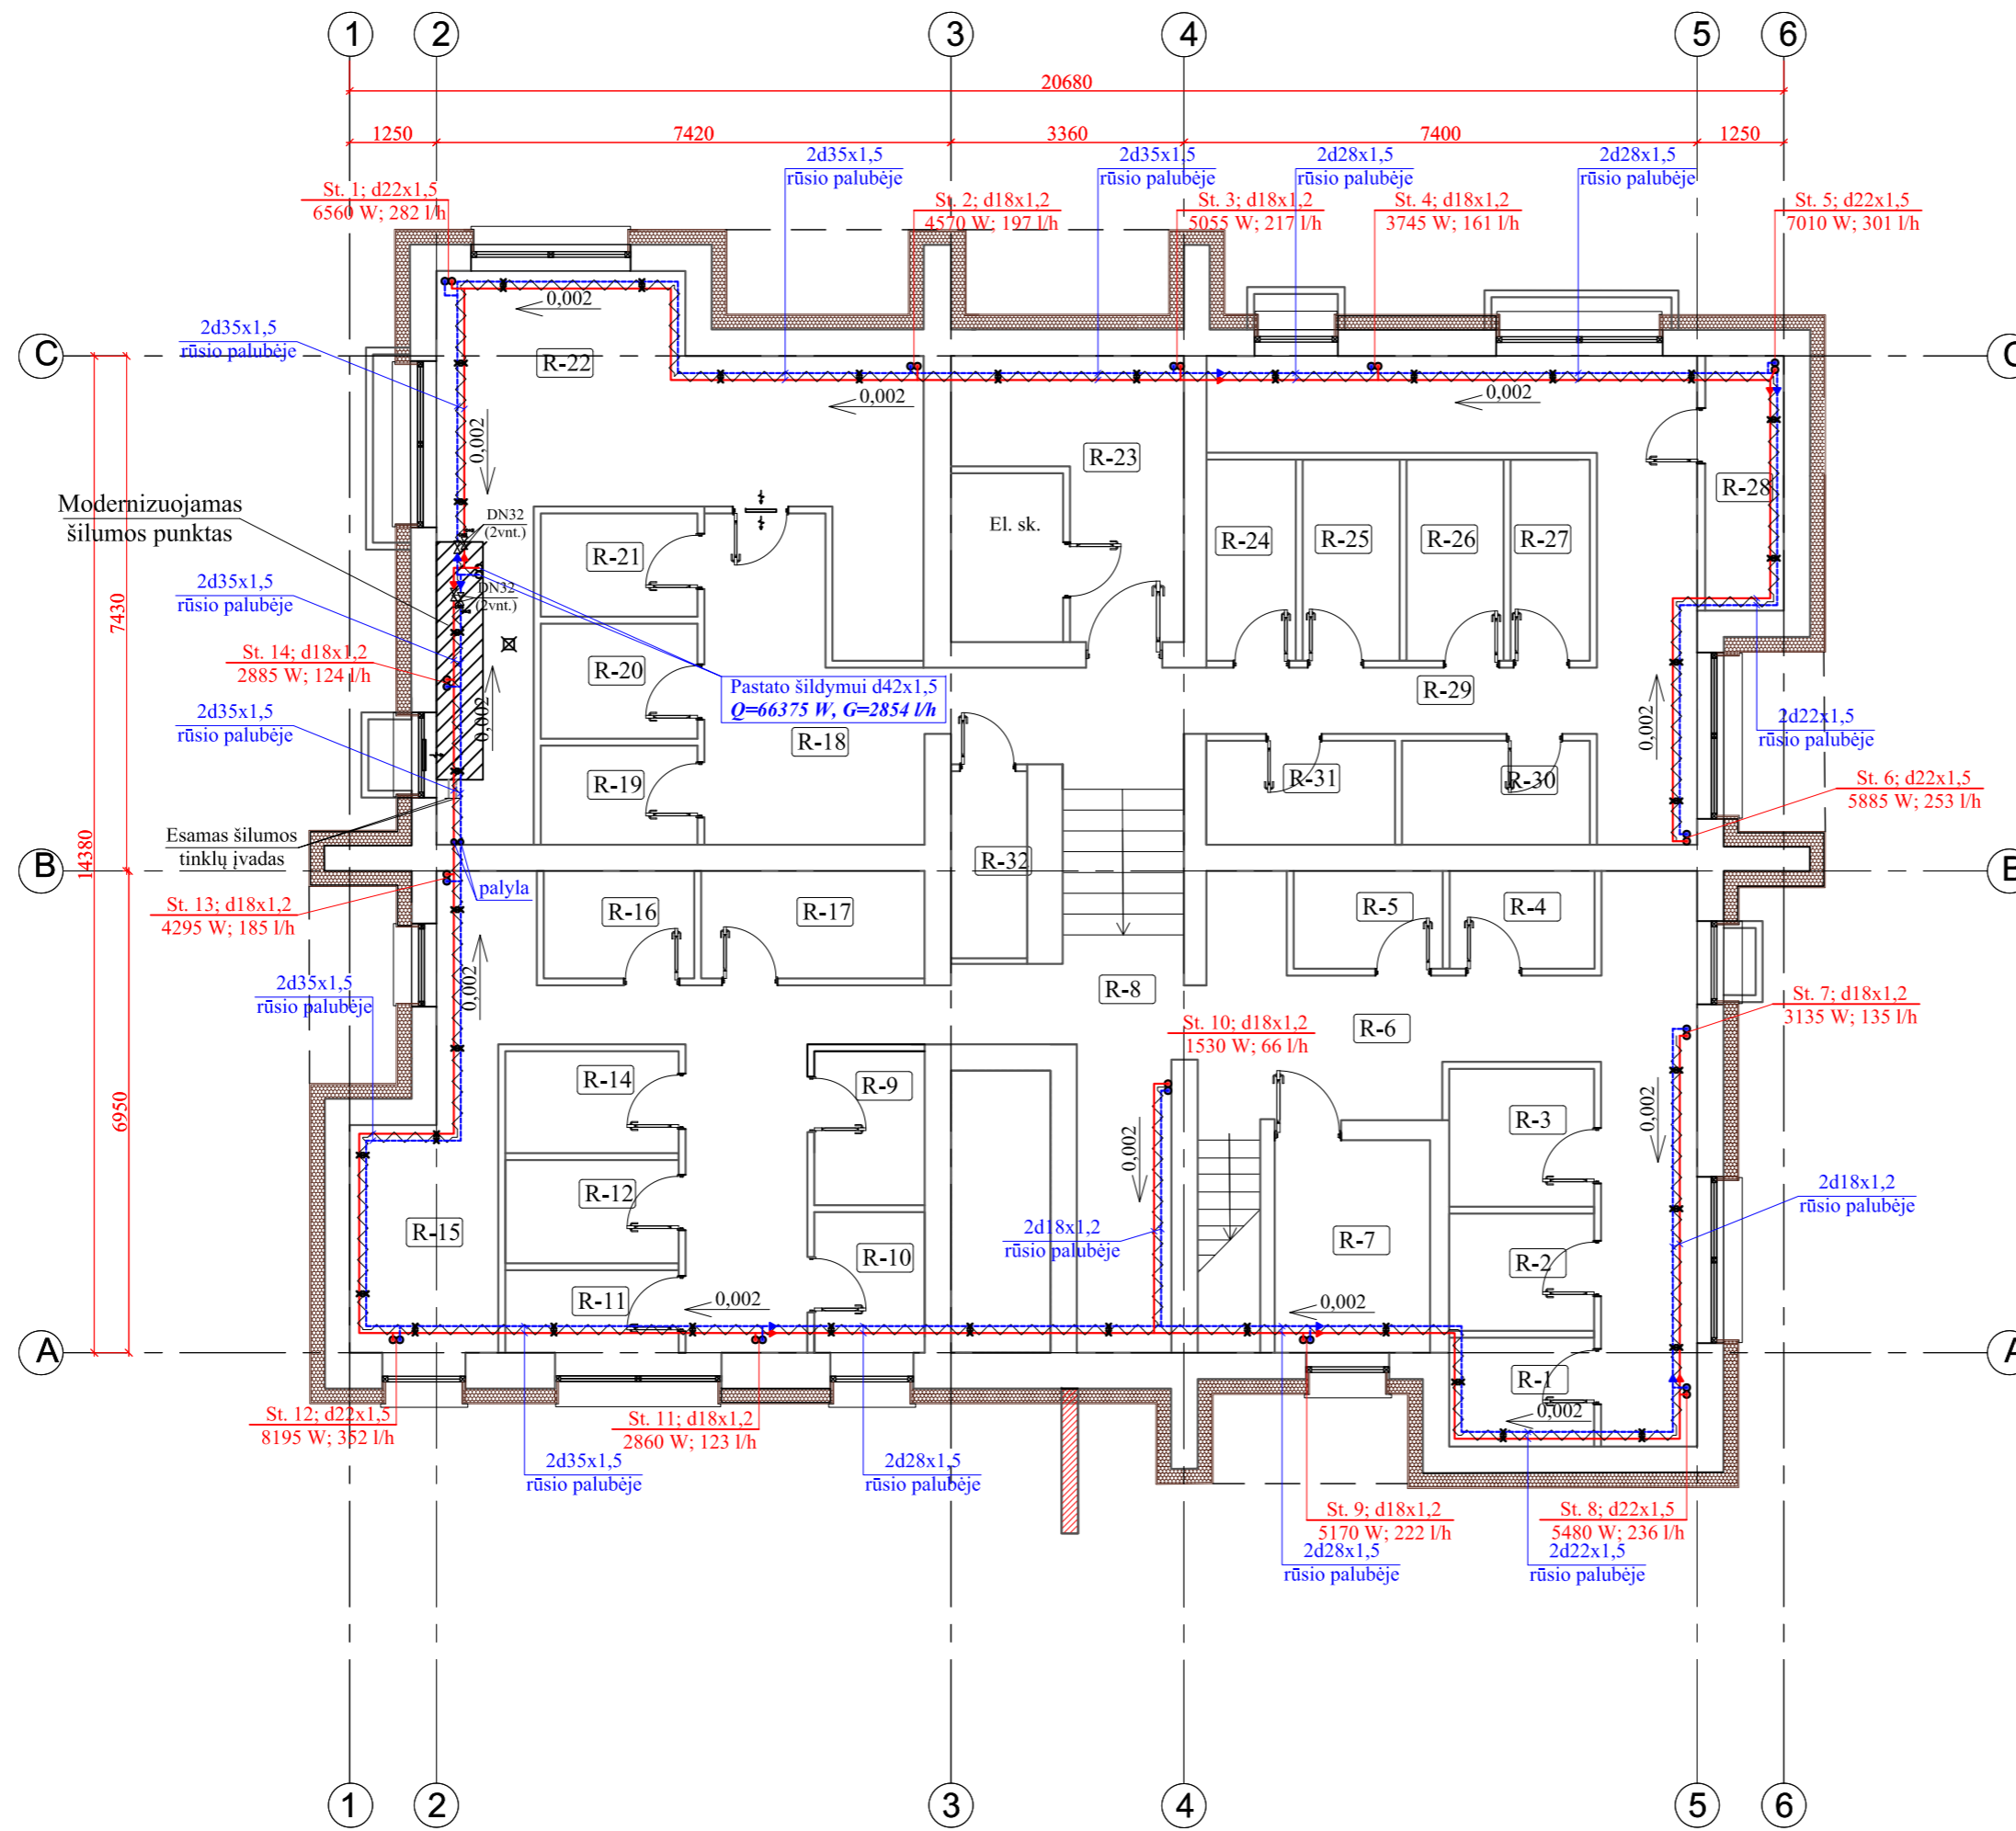 1 2 3 4 5 6
20680
1250 7420 3360 7400 1250
2d35x1,5
rūsio palubėje
2d35x1,5
rūsio palubėje
2d28x1,5
rūsio palubėje
2d28x1,5
rūsio palubėje
St. 1; d22x1,5
6560 W; 282 l/h
St. 2; d18x1,2
4570 W; 197 l/h
St. 3; d18x1,2
5055 W; 217 l/h
St. 4; d18x1,2
3745 W; 161 l/h
St. 5; d22x1,5
7010 W; 301 l/h
0,002
2d35x1,5
rūsio palubėje
C
R-22
C
0,002
0,002
0,002
R-23
R-28
Modernizuojamas
šilumos punktas
DN32
(2vnt.)
El. sk.
R-21
R-24
R-25
R-26
R-27
2d35x1,5
rūsio palubėje
DN32
(2vnt.)
7430
St. 14; d18x1,2
2885 W; 124 l/h
R-20
Pastato šildymui d42x1,5
Q=66375 W, G=2854 l/h
R-29
2d35x1,5
rūsio palubėje
0,002
R-18
0,002
2d22x1,5
rūsio palubėje
R-19
R-31
R-30
St. 6; d22x1,5
5885 W; 253 l/h
Esamas šilumos
tinklų įvadas
14380
B
R-32
B
palyla
St. 13; d18x1,2
4295 W; 185 l/h
R-16
R-17
R-5
R-4
0,002
2d35x1,5
rūsio palubėje
R-8
St. 7; d18x1,2
3135 W; 135 l/h
St. 10; d18x1,2
1530 W; 66 l/h
R-6
R-14
R-9
R-3
0,002
6950
0,002
R-12
2d18x1,2
rūsio palubėje
R-15
2d18x1,2
rūsio palubėje
R-10
R-7
R-2
R-11
0,002
0,002
A
A
R-1
0,002
St. 12; d22x1,5
8195 W; 352 l/h
St. 11; d18x1,2
2860 W; 123 l/h
2d35x1,5
rūsio palubėje
2d28x1,5
rūsio palubėje
St. 9; d18x1,2
5170 W; 222 l/h
St. 8; d22x1,5
5480 W; 236 l/h
2d28x1,5
rūsio palubėje
2d22x1,5
rūsio palubėje
1 2 3 4 5 6